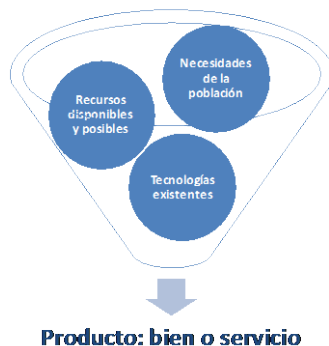 Necesidades
de la
población
Recursos
disponibles
y posibles
Tecnologías
existentes
Producto: bien o servicio